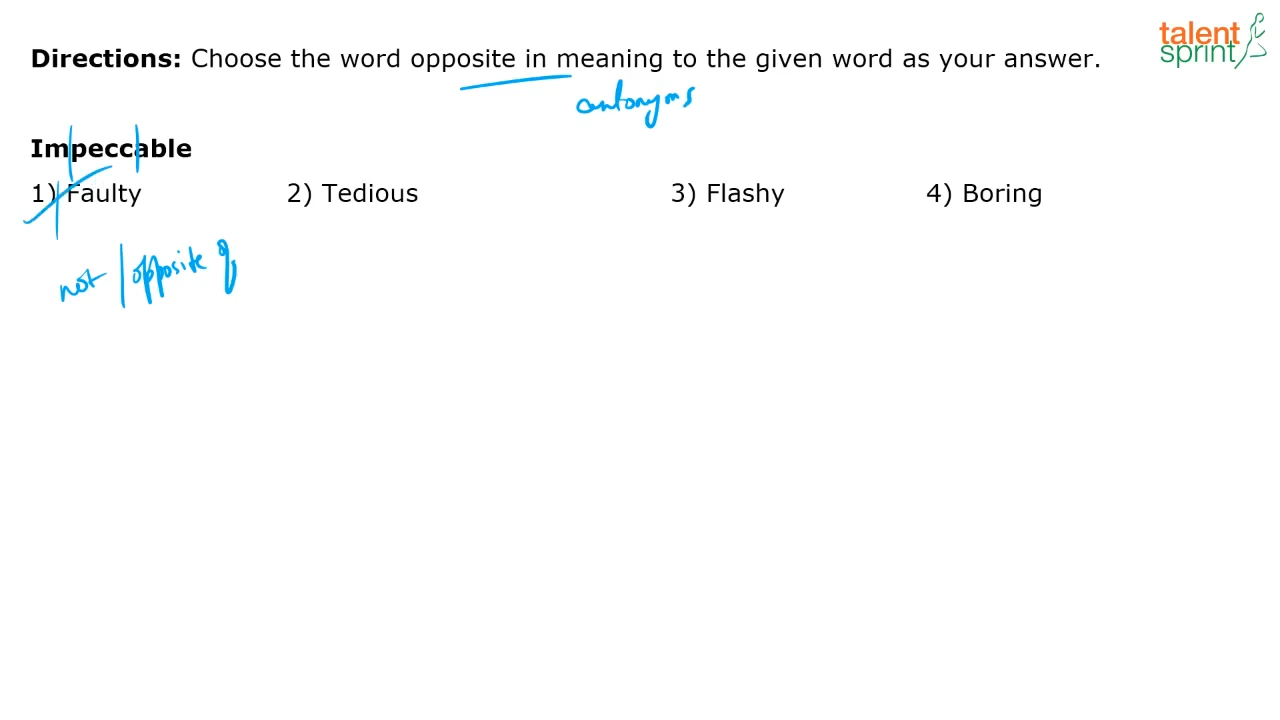 talent
sprint
Directions: Choose the word opposite in meaning to the given word as your answer.
antonyms
Impeccable
1) Faulty 2) Tedious 3) Flashy 4) Boring
not | opposite of